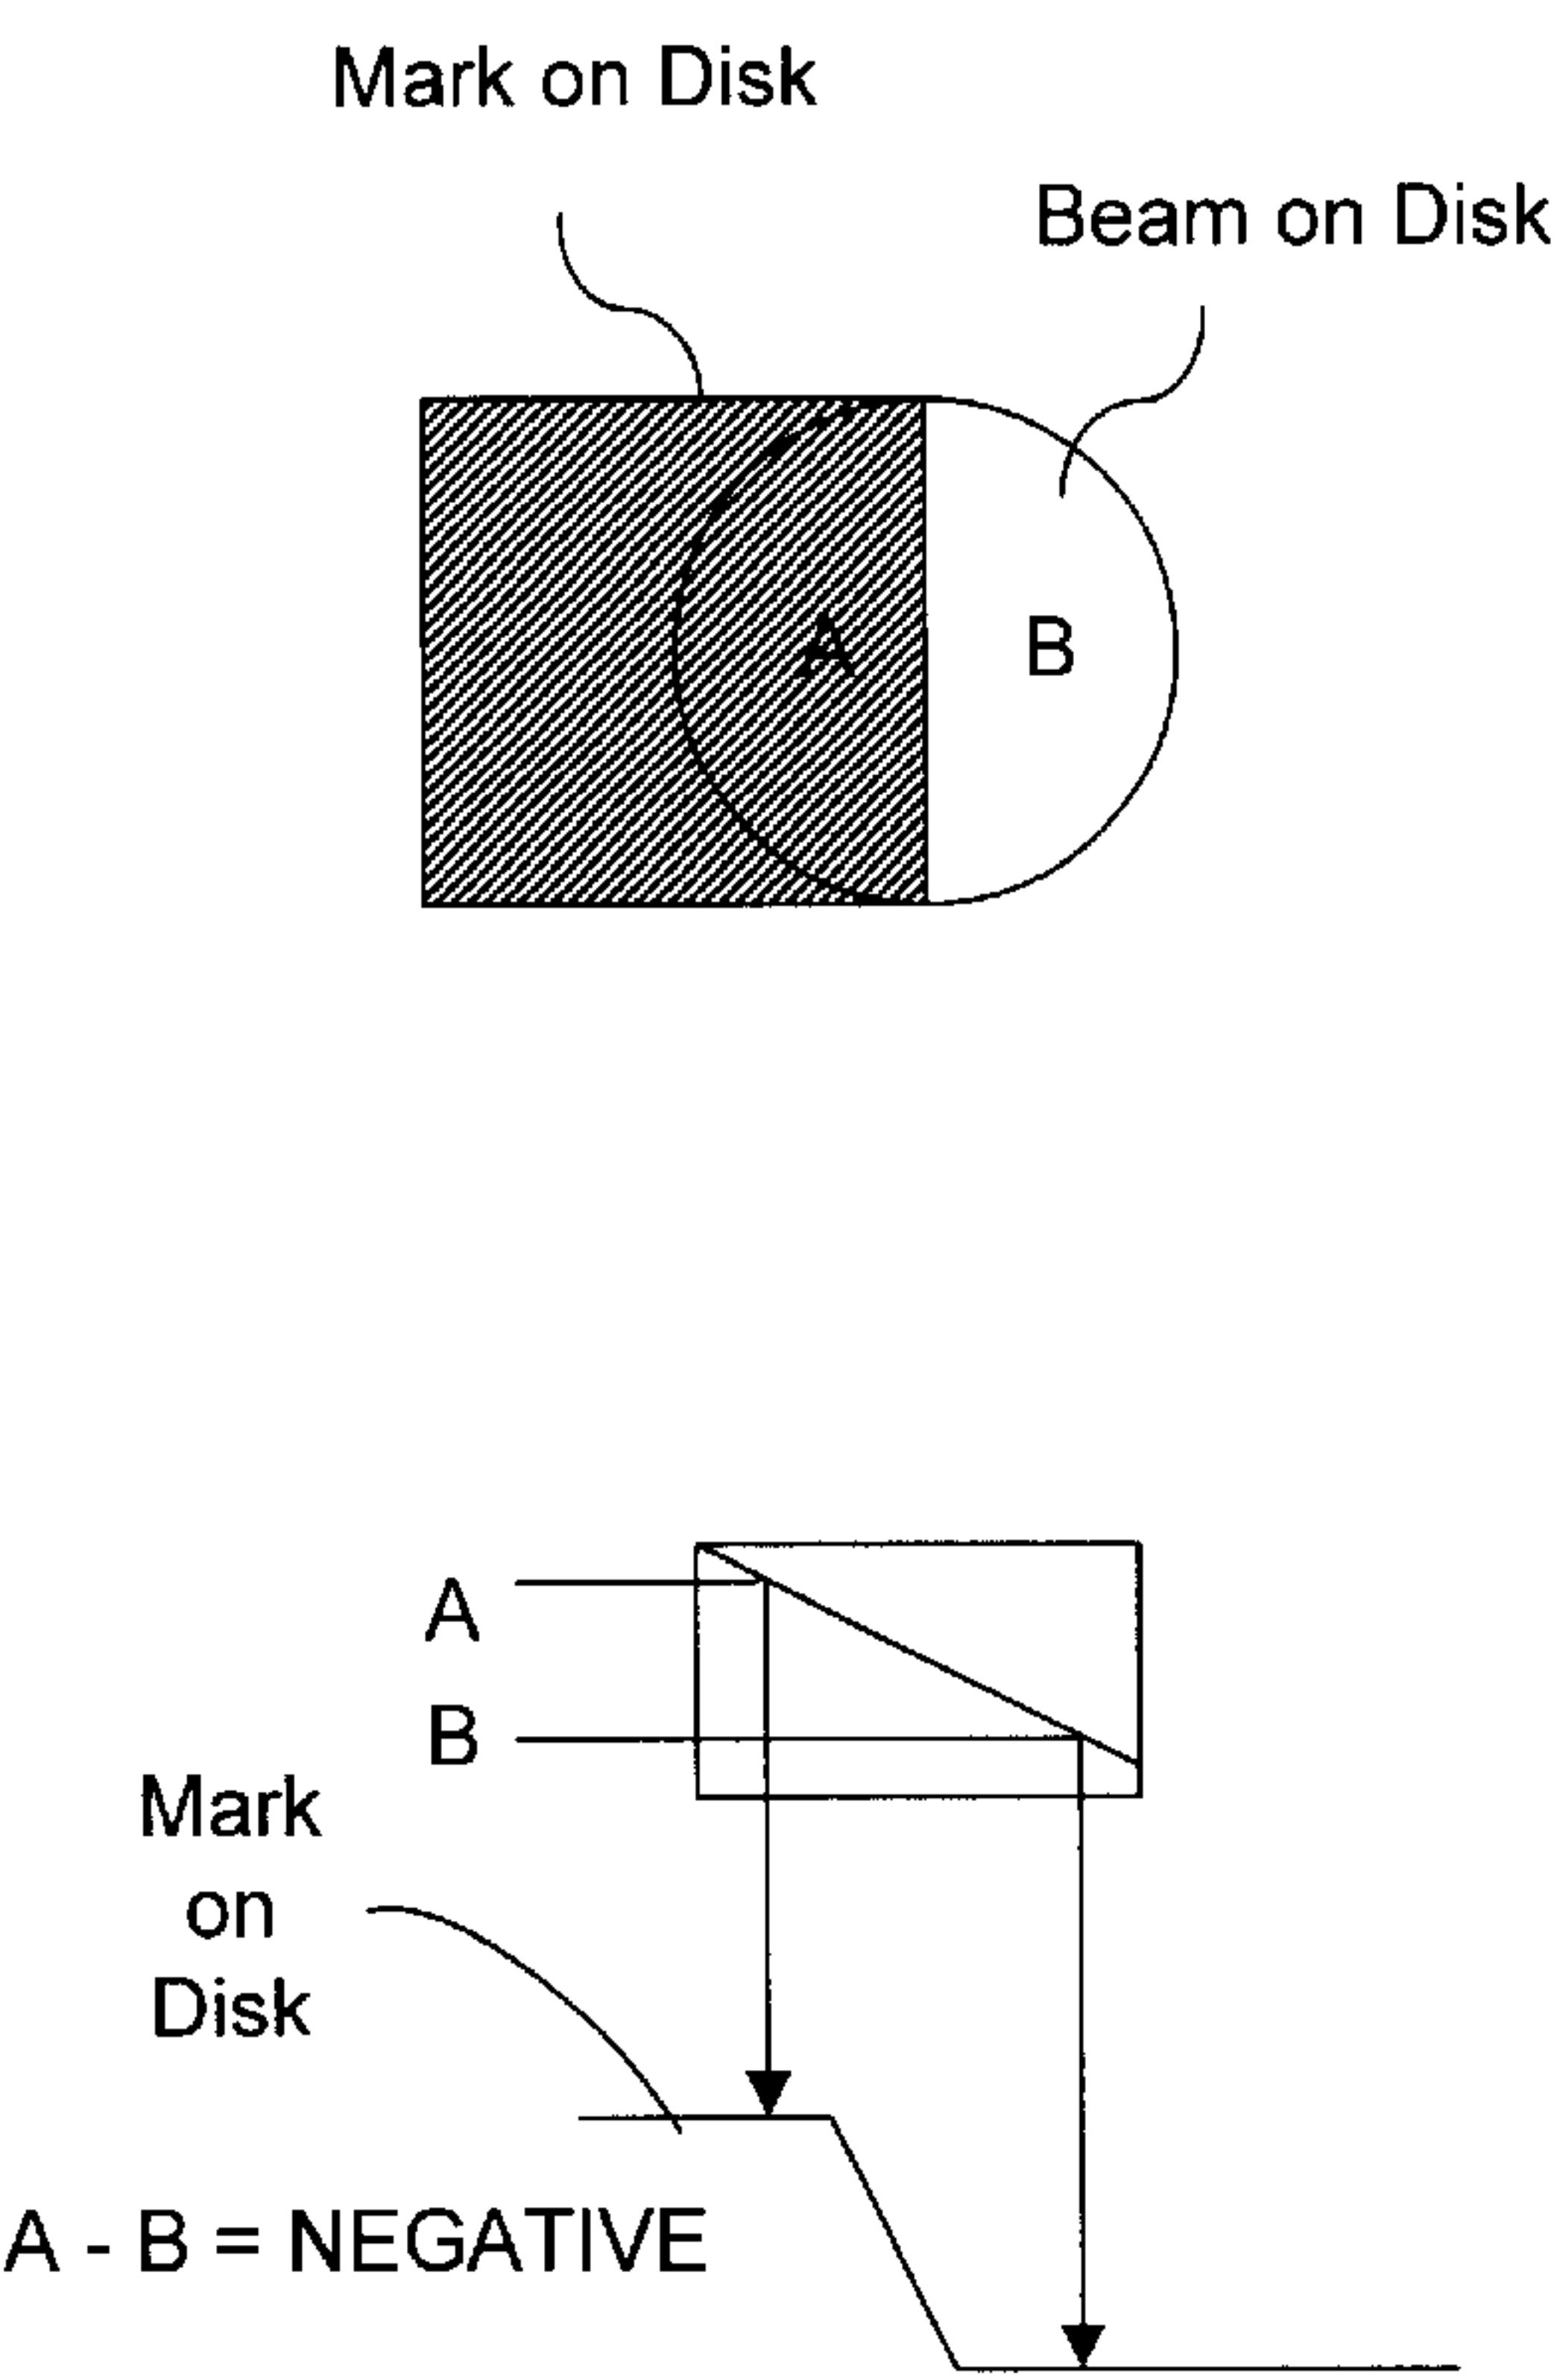 Mark on Disk
Beam on Disk
A
B
A
B
Mark
on
Disk
A - B = NEGATIVE